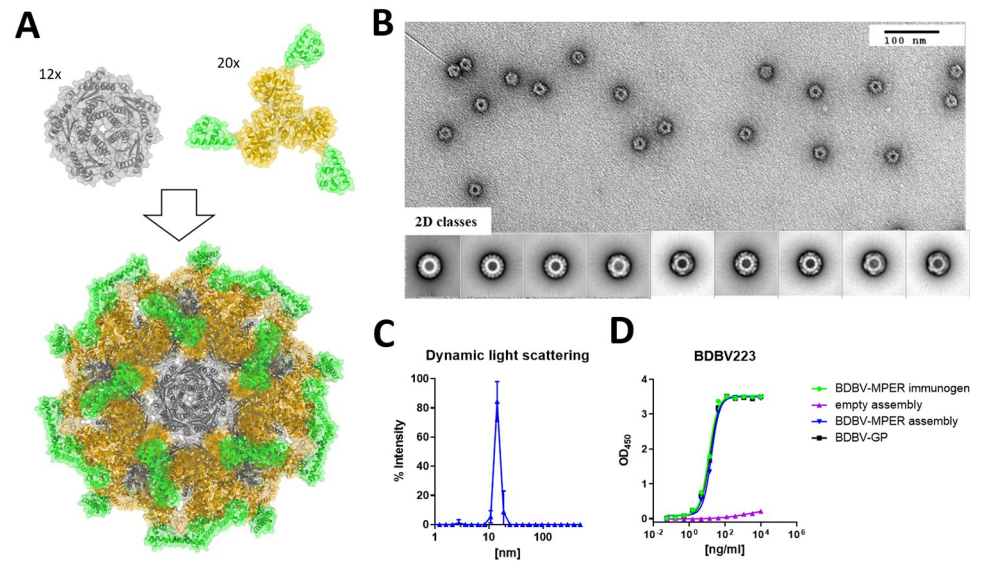 A
12x
20x
B
100 nm
2D classes
C
Dynamic light scattering
% Intensity
100
80
60
40
20
0
1
10
100
[nm]
D
BDBV223
OD450
4
3
2
1
0
10-2
100
102
104
106
[ng/ml]
BDBV-MPER immunogen
empty assembly
BDBV-MPER assembly
BDBV-GP